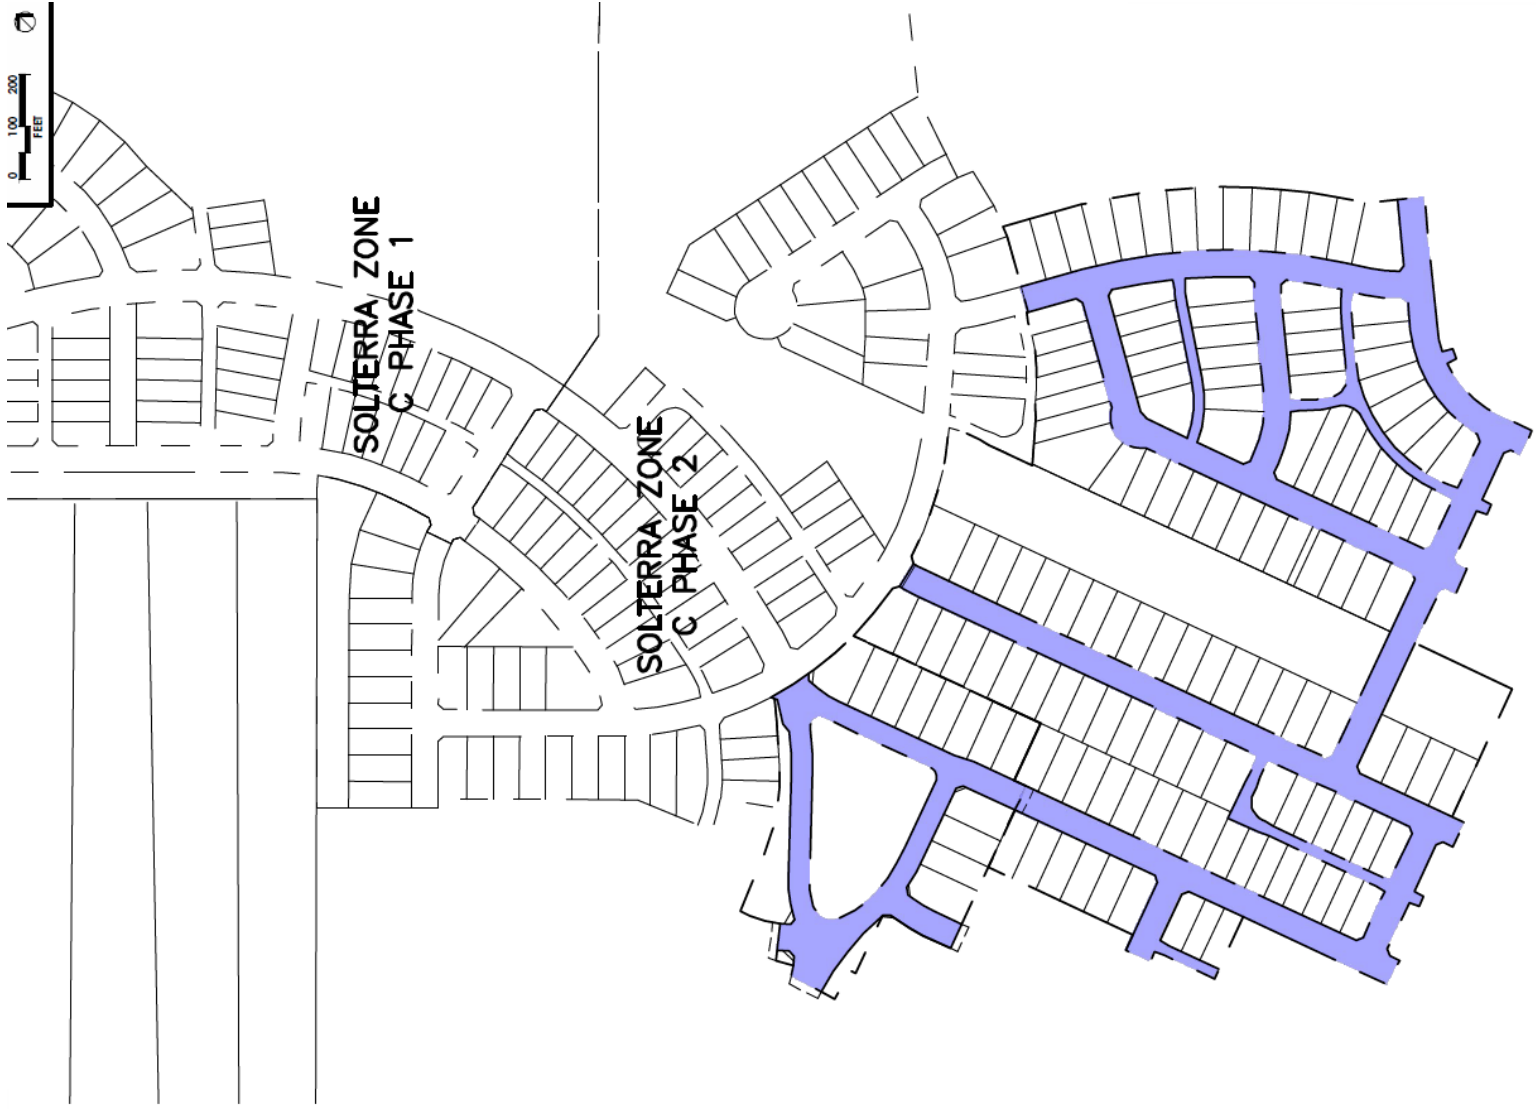 0 100 200
FEET
SOLTERRA ZONE
C PHASE 1
SOLTERRA ZONE
C PHASE 2